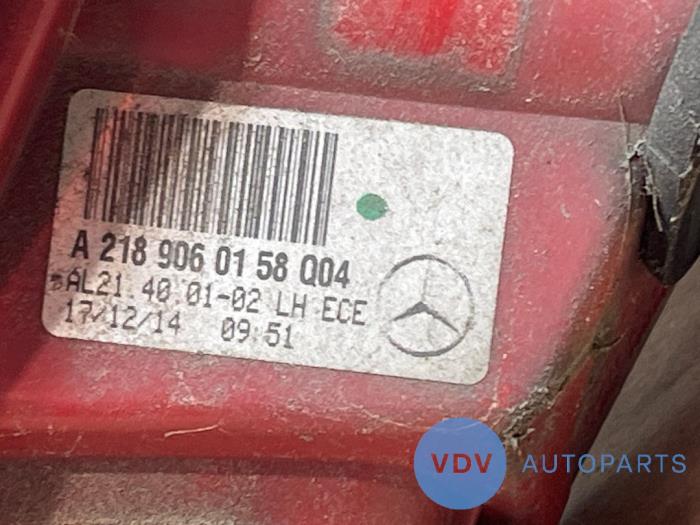 A 218 906 01 58 Q04
AL21.40.01-02 LH ECE
17/12/14 09:51
VDV AUTOPARTS